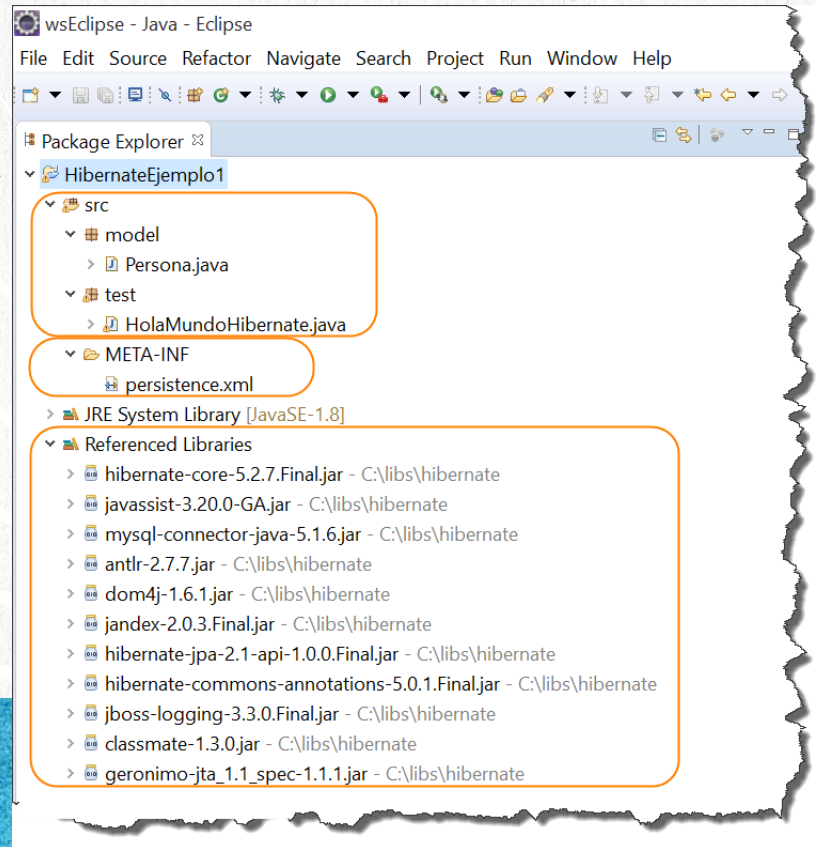 wsEclipse - Java - Eclipse
File Edit Source Refactor Navigate Search Project Run Window Help
Package Explorer
HibernateEjemplo1
src
model
Persona.java
test
HolaMundoHibernate.java
META-INF
persistence.xml
JRE System Library [JavaSE-1.8]
Referenced Libraries
hibernate-core-5.2.7.Final.jar - C:\libs\hibernate
javassist-3.20.0-GA.jar - C:\libs\hibernate
mysql-connector-java-5.1.6.jar - C:\libs\hibernate
antlr-2.7.7.jar - C:\libs\hibernate
dom4j-1.6.1.jar - C:\libs\hibernate
jandex-2.0.3.Final.jar - C:\libs\hibernate
hibernate-jpa-2.1-api-1.0.0.Final.jar - C:\libs\hibernate
hibernate-commons-annotations-5.0.1.Final.jar - C:\libs\hibernate
jboss-logging-3.3.0.Final.jar - C:\libs\hibernate
classmate-1.3.0.jar - C:\libs\hibernate
geronimo-jta_1.1_spec-1.1.1.jar - C:\libs\hibernate